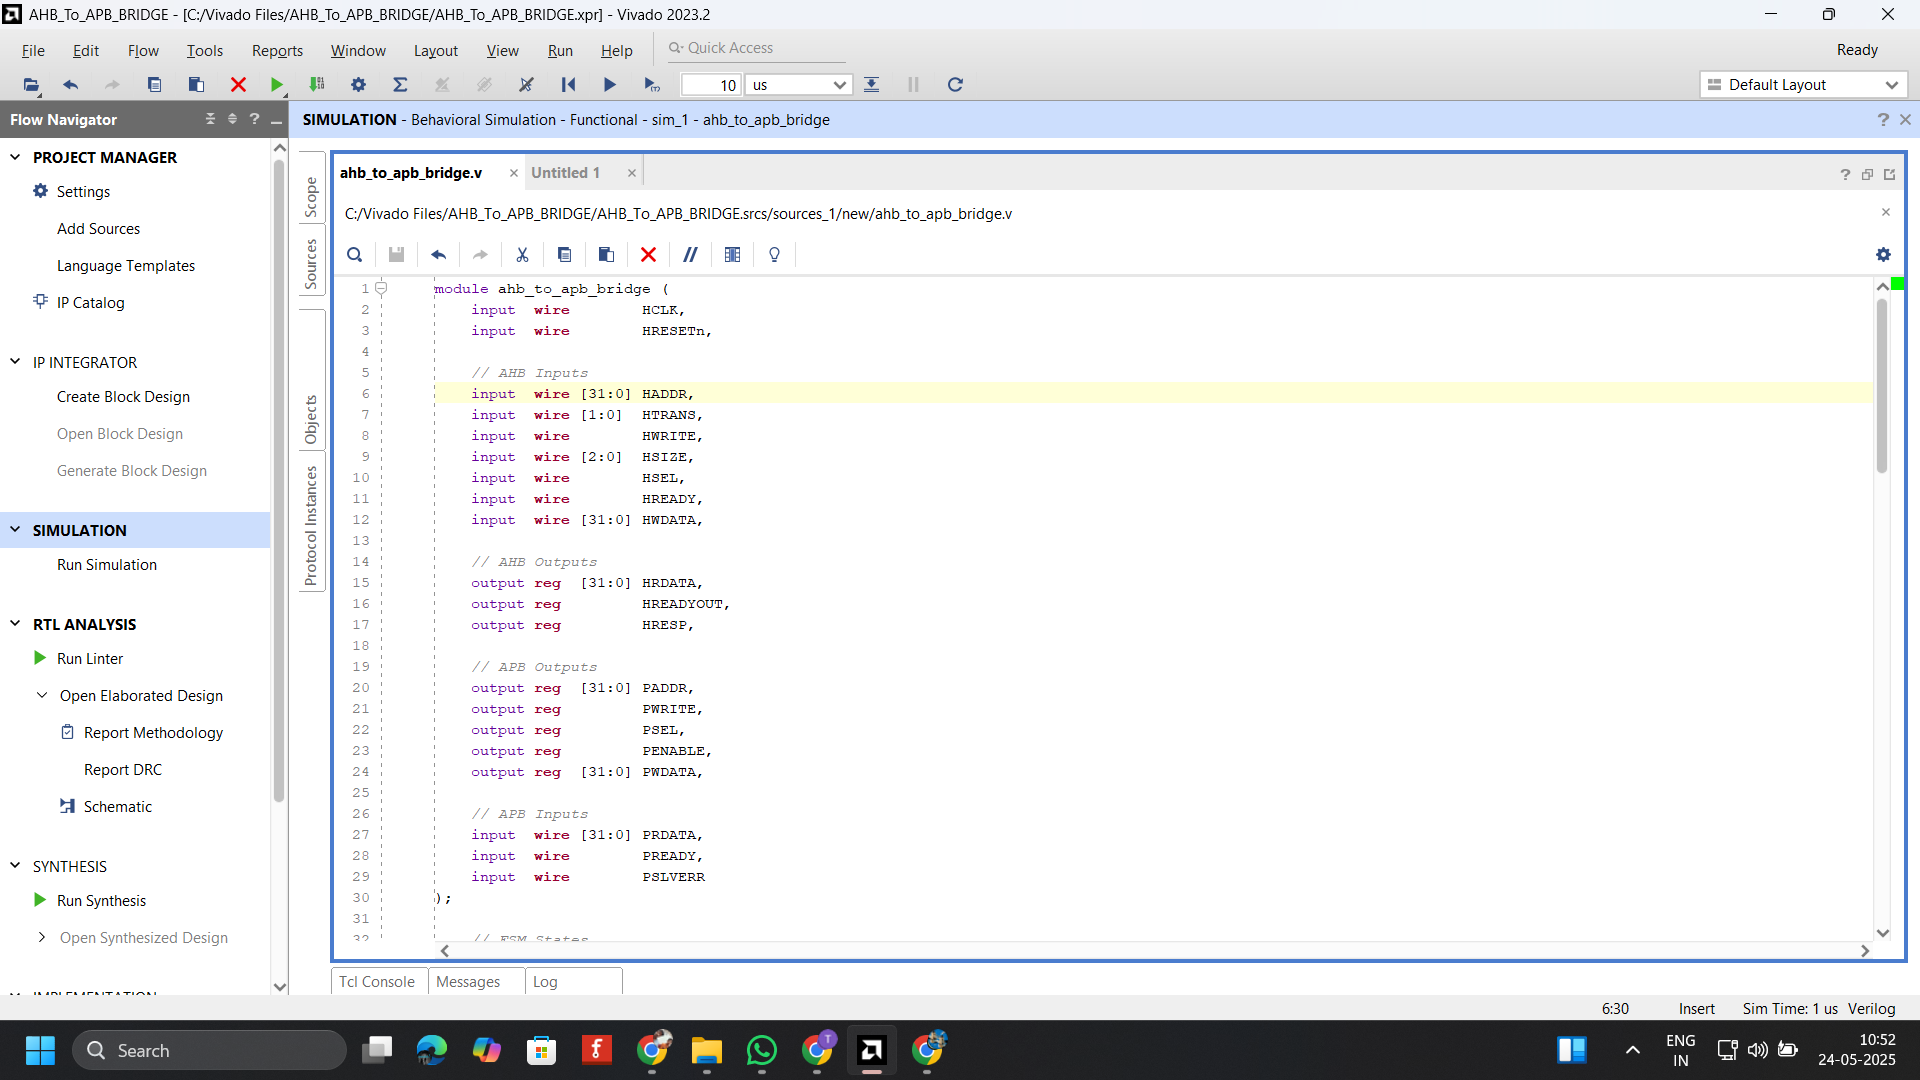 AHB_To_APB_BRIDGE - [C:/Vivado Files/AHB_To_APB_BRIDGE/AHB_To_APB_BRIDGE.xpr] - Vivado 2023.2
File Edit Flow Tools Reports Window Layout View Run Help Quick Access Ready
10 us Default Layout
Flow Navigator
SIMULATION - Behavioral Simulation - Functional - sim_1 - ahb_to_apb_bridge
PROJECT MANAGER
Settings
Add Sources
Language Templates
IP Catalog
IP INTEGRATOR
Create Block Design
Open Block Design
Generate Block Design
SIMULATION
Run Simulation
RTL ANALYSIS
Run Linter
Open Elaborated Design
Report Methodology
Report DRC
Schematic
SYNTHESIS
Run Synthesis
Open Synthesized Design
IMPLEMENTATION
Scope
Sources
Objects
Protocol Instances
ahb_to_apb_bridge.v Untitled 1
C:/Vivado Files/AHB_To_APB_BRIDGE/AHB_To_APB_BRIDGE.srcs/sources_1/new/ahb_to_apb_bridge.v
1 module ahb_to_apb_bridge (
2 input wire HCLK,
3 input wire HRESETn,
4
5 // AHB Inputs
6 input wire [31:0] HADDR,
7 input wire [1:0] HTRANS,
8 input wire HWRITE,
9 input wire [2:0] HSIZE,
10 input wire HSEL,
11 input wire HREADY,
12 input wire [31:0] HWDATA,
13
14 // AHB Outputs
15 output reg [31:0] HRDATA,
16 output reg HREADYOUT,
17 output reg HRESP,
18
19 // APB Outputs
20 output reg [31:0] PADDR,
21 output reg PWRITE,
22 output reg PSEL,
23 output reg PENABLE,
24 output reg [31:0] PWDATA,
25
26 // APB Inputs
27 input wire [31:0] PRDATA,
28 input wire PREADY,
29 input wire PSLVERR
30 );
31
32 // FSM States
Tcl Console Messages Log
6:30 Insert Sim Time: 1 us Verilog
Search
ENG
IN
10:52
24-05-2025